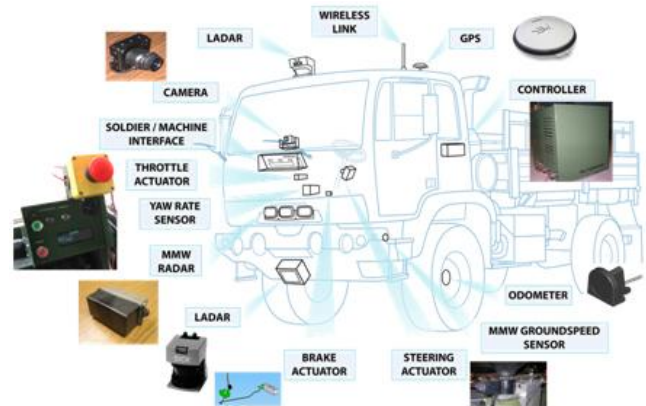 WIRELESS
LINK
LADAR
GPS
CAMERA
CONTROLLER
SOLDIER / MACHINE
INTERFACE
THROTTLE
ACTUATOR
YAW RATE
SENSOR
MMW
RADAR
LADAR
ODOMETER
MMW GROUNDSPEED
SENSOR
BRAKE
ACTUATOR
STEERING
ACTUATOR